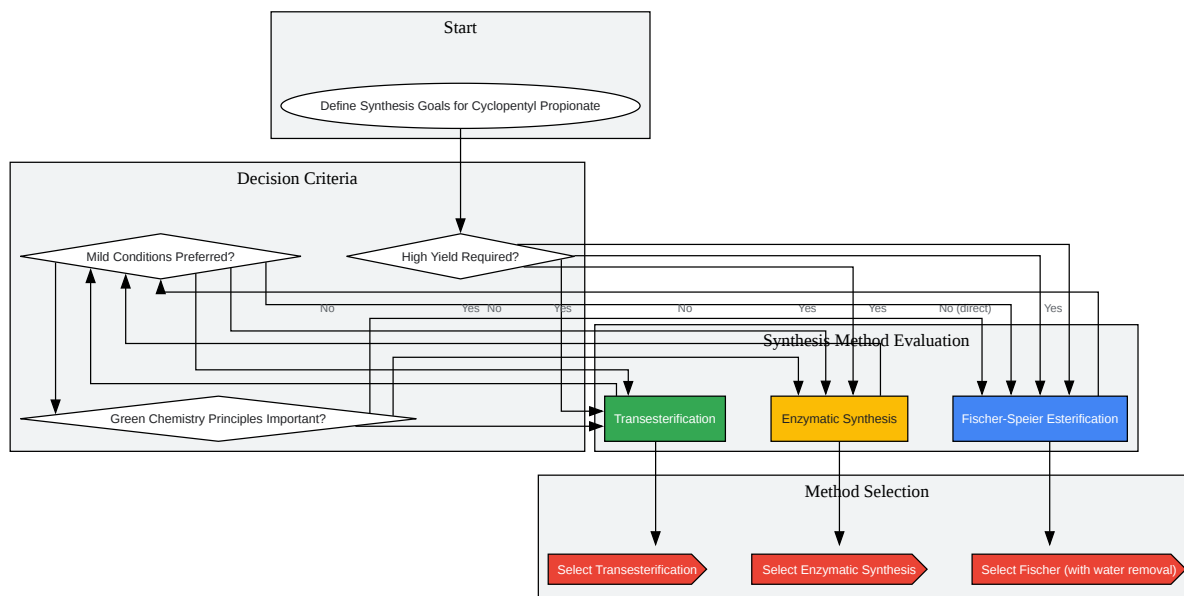 Start
Define Synthesis Goals for Cyclopentyl Propionate
Decision Criteria
Mild Conditions Preferred?
High Yield Required?
No
Yes
No
Yes
No
Yes
Yes
No (direct)
Yes
Synthesis Method Evaluation
Green Chemistry Principles Important?
Transesterification
Enzymatic Synthesis
Fischer-Speier Esterification
Method Selection
Select Transesterification
Select Enzymatic Synthesis
Select Fischer (with water removal)